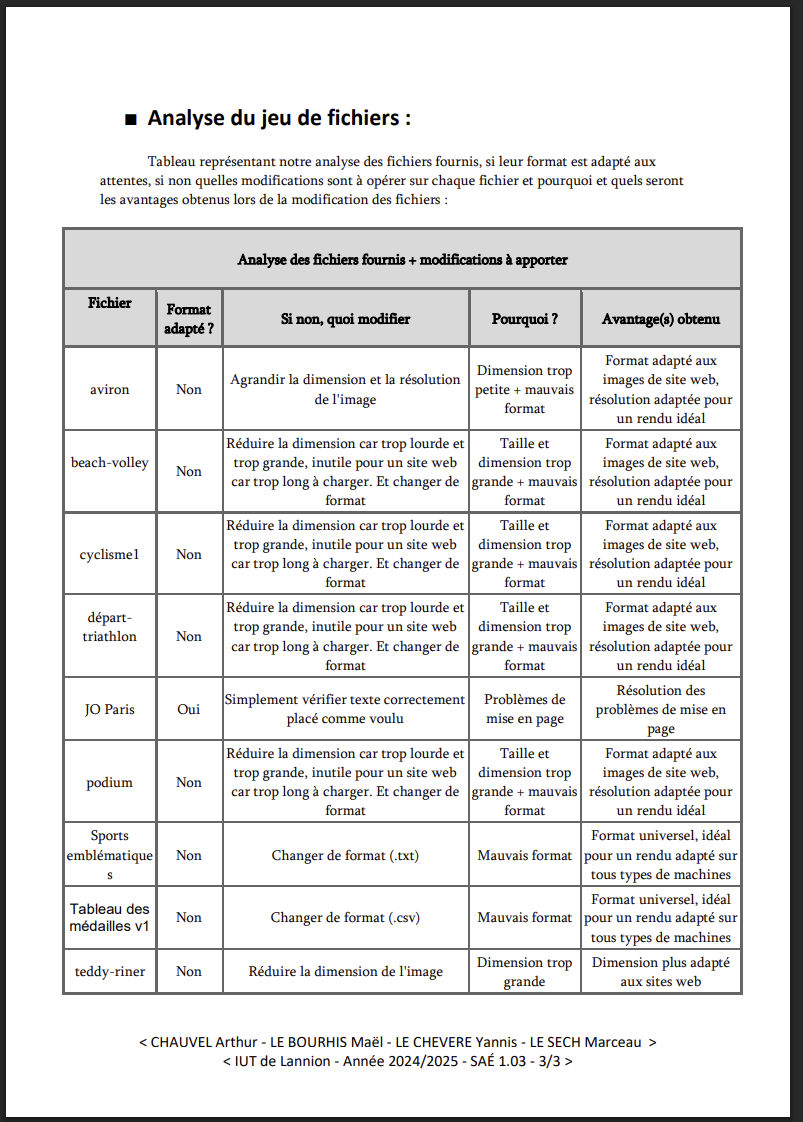 ■ Analyse du jeu de fichiers :
Tableau représentant notre analyse des fichiers fournis, si leur format est adapté aux
attentes, si non quelles modifications sont à opérer sur chaque fichier et pourquoi et quels seront
les avantages obtenus lors de la modification des fichiers :
Analyse des fichiers fournis + modifications à apporter
Fichier
Format
adapté ?
Si non, quoi modifier
Pourquoi ?
Avantage(s) obtenu
aviron
Non
Agrandir la dimension et la résolution
de l'image
Dimension trop
petite + mauvais
format
Format adapté aux
images de site web,
résolution adaptée pour
un rendu idéal
beach-volley
Non
Réduire la dimension car trop lourde et
trop grande, inutile pour un site web
car trop long à charger. Et changer de
format
Taille et
dimension trop
grande + mauvais
format
Format adapté aux
images de site web,
résolution adaptée pour
un rendu idéal
cyclisme1
Non
Réduire la dimension car trop lourde et
trop grande, inutile pour un site web
car trop long à charger. Et changer de
format
Taille et
dimension trop
grande + mauvais
format
Format adapté aux
images de site web,
résolution adaptée pour
un rendu idéal
départ-
triathlon
Non
Réduire la dimension car trop lourde et
trop grande, inutile pour un site web
car trop long à charger. Et changer de
format
Taille et
dimension trop
grande + mauvais
format
Format adapté aux
images de site web,
résolution adaptée pour
un rendu idéal
JO Paris
Oui
Simplement vérifier texte correctement
placé comme voulu
Problèmes de
mise en page
Résolution des
problèmes de mise en
page
podium
Non
Réduire la dimension car trop lourde et
trop grande, inutile pour un site web
car trop long à charger. Et changer de
format
Taille et
dimension trop
grande + mauvais
format
Format adapté aux
images de site web,
résolution adaptée pour
un rendu idéal
Sports
emblématique
s
Non
Changer de format (.txt)
Mauvais format
Format universel, idéal
pour un rendu adapté sur
tous types de machines
Tableau des
médailles v1
Non
Changer de format (.csv)
Mauvais format
Format universel, idéal
pour un rendu adapté sur
tous types de machines
teddy-riner
Non
Réduire la dimension de l'image
Dimension trop
grande
Dimension plus adapté
aux sites web
< CHAUVEL Arthur - LE BOURHIS Maël - LE CHEVERE Yannis - LE SECH Marceau >
< IUT de Lannion - Année 2024/2025 - SAÉ 1.03 - 3/3 >